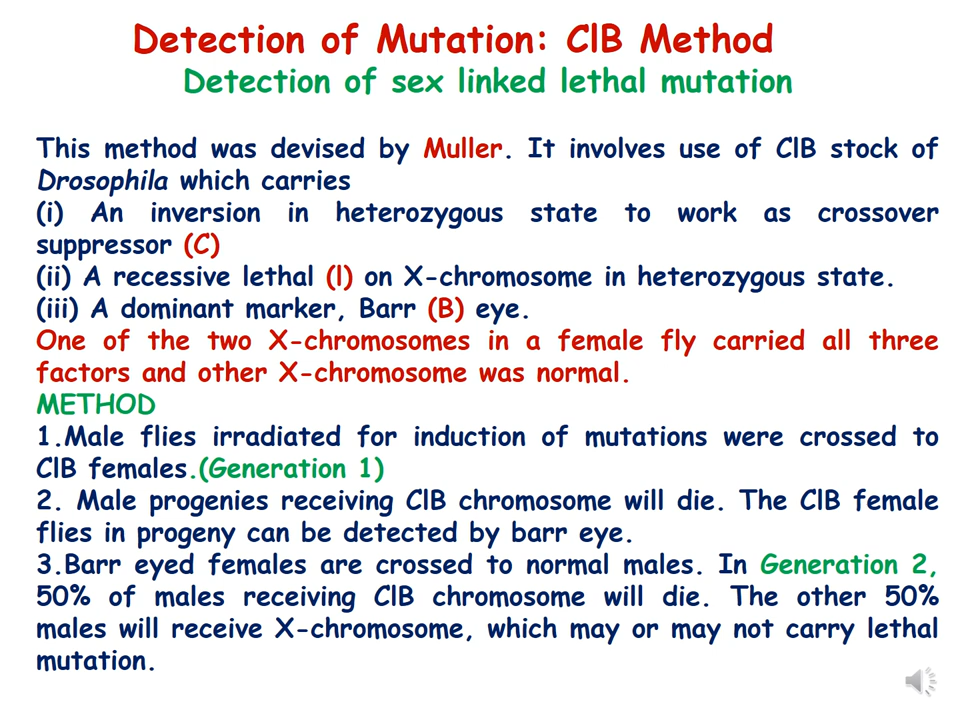 Detection of Mutation: ClB Method
Detection of sex linked lethal mutation
This method was devised by Muller. It involves use of ClB stock of
Drosophila which carries
(i) An inversion in heterozygous state to work as crossover
suppressor (C)
(ii) A recessive lethal (l) on X-chromosome in heterozygous state.
(iii) A dominant marker, Barr (B) eye.
One of the two X-chromosomes in a female fly carried all three
factors and other X-chromosome was normal.
METHOD
1.Male flies irradiated for induction of mutations were crossed to
ClB females.(Generation 1)
2. Male progenies receiving ClB chromosome will die. The ClB female
flies in progeny can be detected by barr eye.
3.Barr eyed females are crossed to normal males. In Generation 2,
50% of males receiving ClB chromosome will die. The other 50%
males will receive X-chromosome, which may or may not carry lethal
mutation.